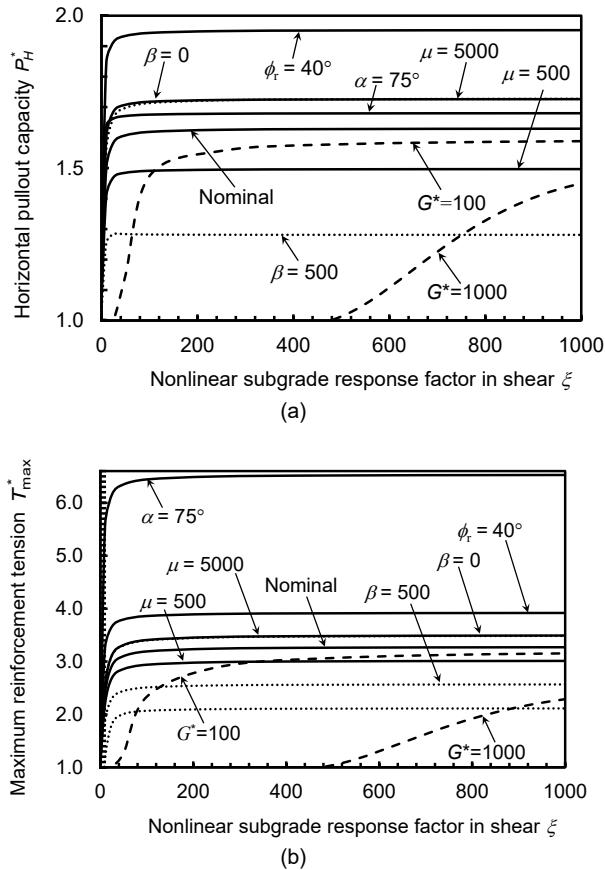 2.0
1.5
1.0
Horizontal pullout capacity P*H
β = 0
ϕr = 40°
α = 75°
μ = 5000
μ = 500
Nominal
G*=100
β = 500
G*=1000
0 200 400 600 800 1000
Nonlinear subgrade response factor in shear ξ
(a)
6.0
5.0
4.0
3.0
2.0
1.0
Maximum reinforcement tension T*max
α = 75°
ϕr = 40°
μ = 5000
Nominal
β = 500
β = 0
μ = 500
G*=100
G*=1000
0 200 400 600 800 1000
Nonlinear subgrade response factor in shear ξ
(b)